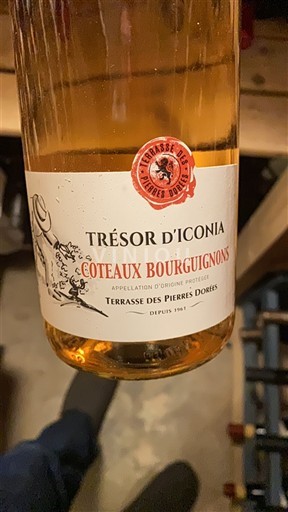 TERRASSE DES
PIERRES DORÉES
TRÉSOR D'ICONIA
COTEAUX BOURGUIGNONS
APPELLATION D'ORIGINE PROTÉGÉE
TERRASSE DES PIERRES DORÉES
DEPUIS 1961